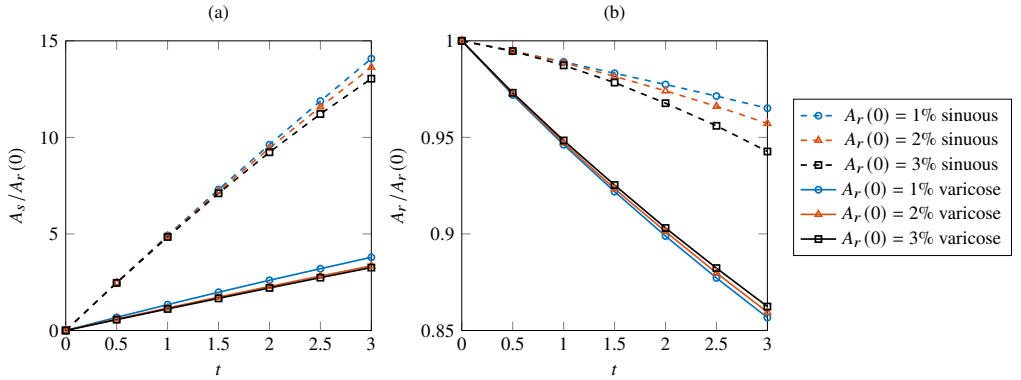 (a)
15
10
5
0
A_s/A_r(0)
0 0.5 1 1.5 2 2.5 3
t
(b)
1
0.95
0.9
0.85
A_r/A_r(0)
0 0.5 1 1.5 2 2.5 3
t
A_r(0) = 1% sinuous
A_r(0) = 2% sinuous
A_r(0) = 3% sinuous
A_r(0) = 1% varicose
A_r(0) = 2% varicose
A_r(0) = 3% varicose